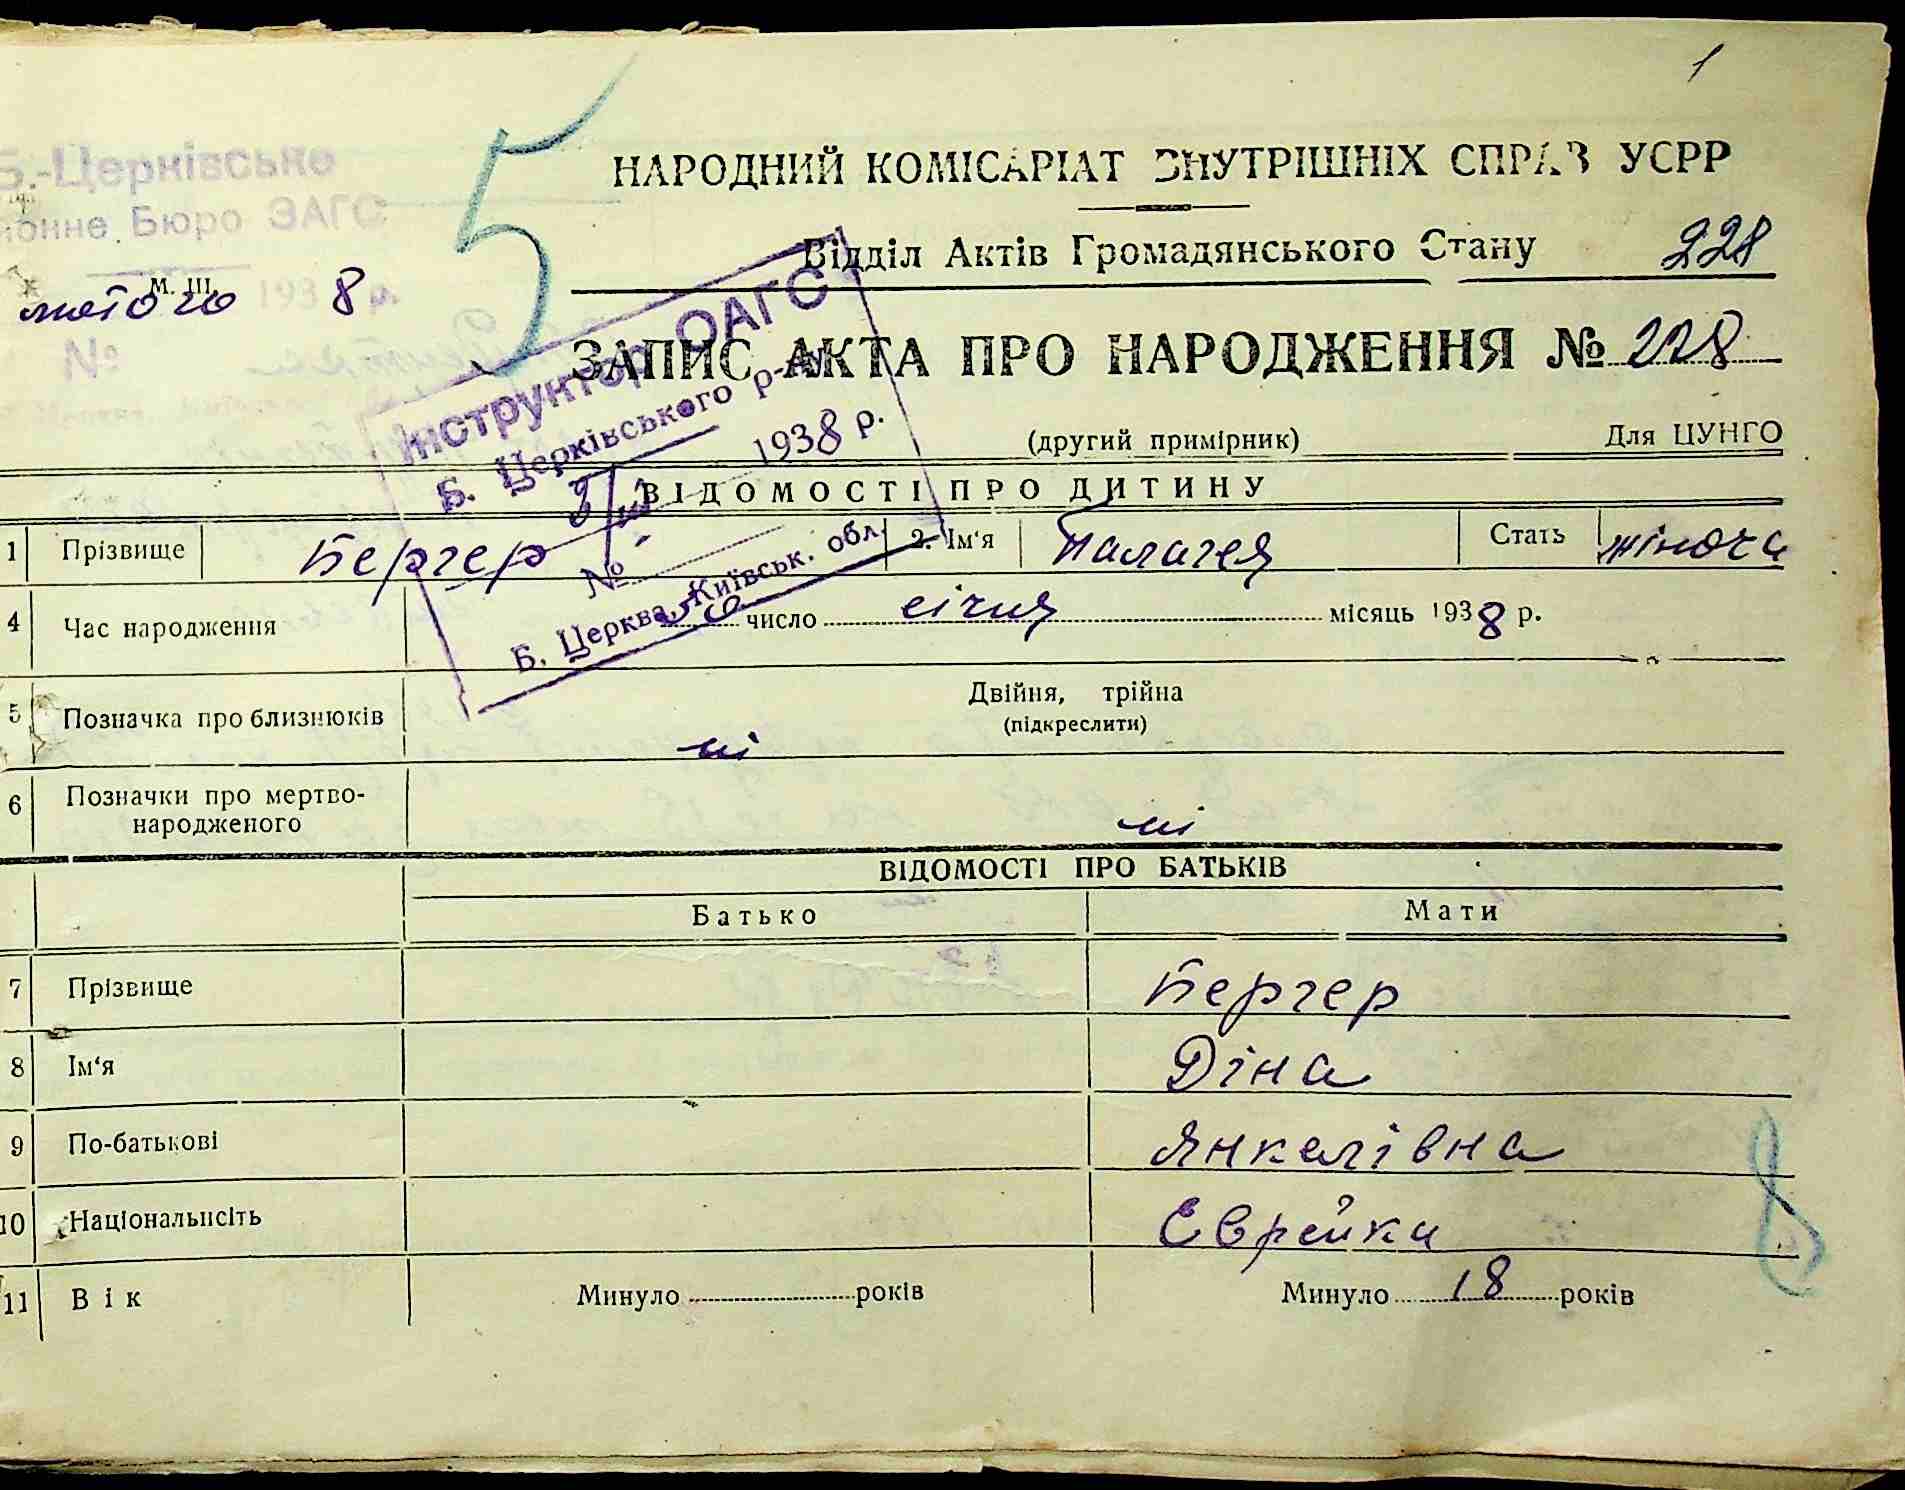 1
Б.-Церківське
Бюро ЗАГС
5
НАРОДНИЙ КОМІСАРІАТ ВНУТРІШНІХ СПРАВ УСРР
Відділ Актів Громадянського Стану 228
М. Ш.
лютого 1938 р.
№
ЗАПИС АКТА ПРО НАРОДЖЕННЯ № 228
(другий примірник) Для ЦУНГО
Інструктор ОАГС
Б. Церківського р-ну
1938 р.
№
Б. Церква, Київськ. обл.
ВІДОМОСТІ ПРО ДИТИНУ
1 Прізвище Бергер 2. Ім'я Палагея Стать жіноча
4 Час народження число січня місяць 1938 р.
5 Позначка про близнюків Двійня, трійна
(підкреслити)
ні
6 Позначки про мертво-
народженого ні
ВІДОМОСТІ ПРО БАТЬКІВ
Батько Мати
7 Прізвище Бергер
8 Ім'я Діна
9 По-батькові Янкелівна
10 Національність Єврейка
8
11 Вік Минуло років Минуло 18 років